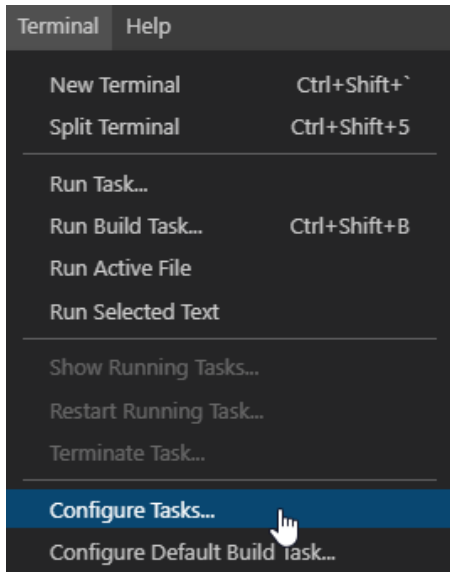 Terminal Help
New Terminal Ctrl+Shift+`
Split Terminal Ctrl+Shift+5
Run Task...
Run Build Task... Ctrl+Shift+B
Run Active File
Run Selected Text
Show Running Tasks...
Restart Running Task...
Terminate Task...
Configure Tasks...
Configure Default Build Task...